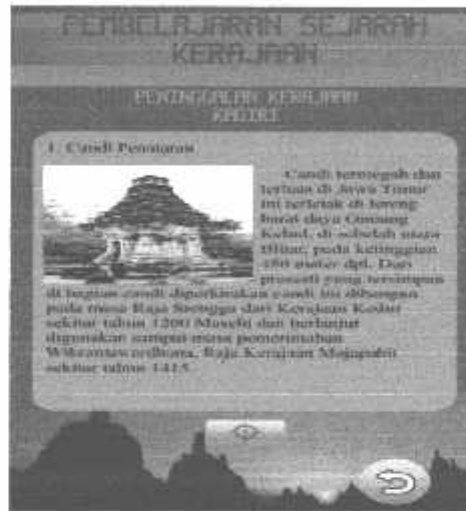 PEMBELAJARAN SEJARAH
KERAJAAN
PENINGGALAN KERAJAAN
KADIRI
1. Candi Penataran
Candi termegah dan
terluas di Jawa Timur
ini terletak di lereng
barat daya Gunung
Kelud, di sebelah utara
Blitar, pada ketinggian
450 meter dpl. Dari
prasasti yang tersimpan
di bagian candi diperkirakan candi ini dibangun
pada masa Raja Srengga dari Kerajaan Kediri
sekitar tahun 1200 Masehi dan berlanjut
digunakan sampai masa pemerintahan
Wikramawardhana, Raja Kerajaan Majapahit
sekitar tahun 1415.